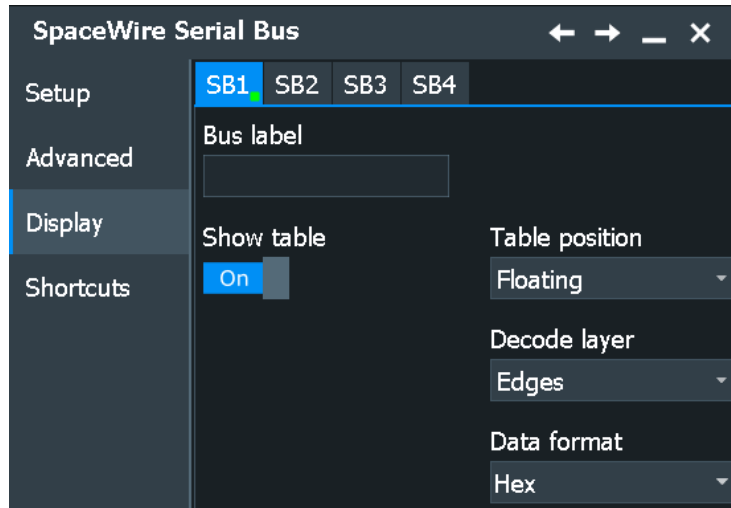 SpaceWire Serial Bus
Setup
Advanced
Display
Shortcuts
SB1 SB2 SB3 SB4
Bus label
Show table
On
Table position
Floating
Decode layer
Edges
Data format
Hex